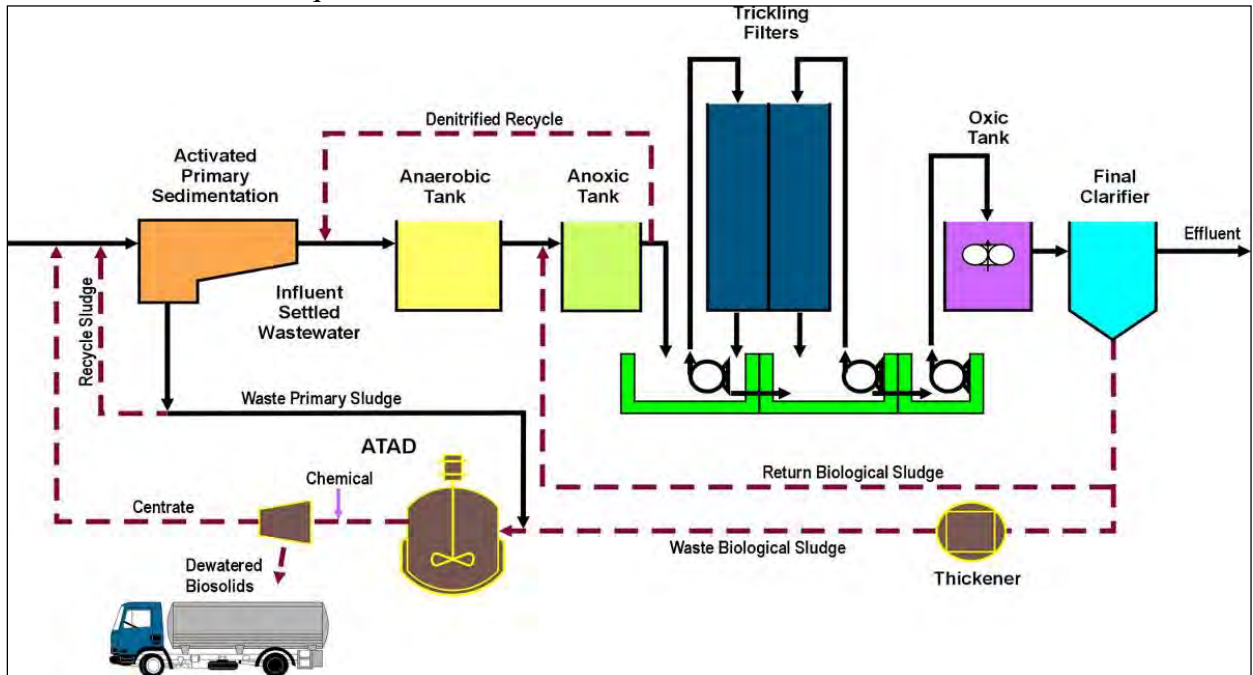 Trickling
Filters
Denitrified Recycle
Oxic
Tank
Activated
Primary
Sedimentation
Anaerobic
Tank
Anoxic
Tank
Final
Clarifier
Effluent
Influent
Settled
Wastewater
Recycle Sludge
Waste Primary Sludge
ATAD
Chemical
Return Biological Sludge
Centrate
Waste Biological Sludge
Dewatered
Biosolids
Thickener